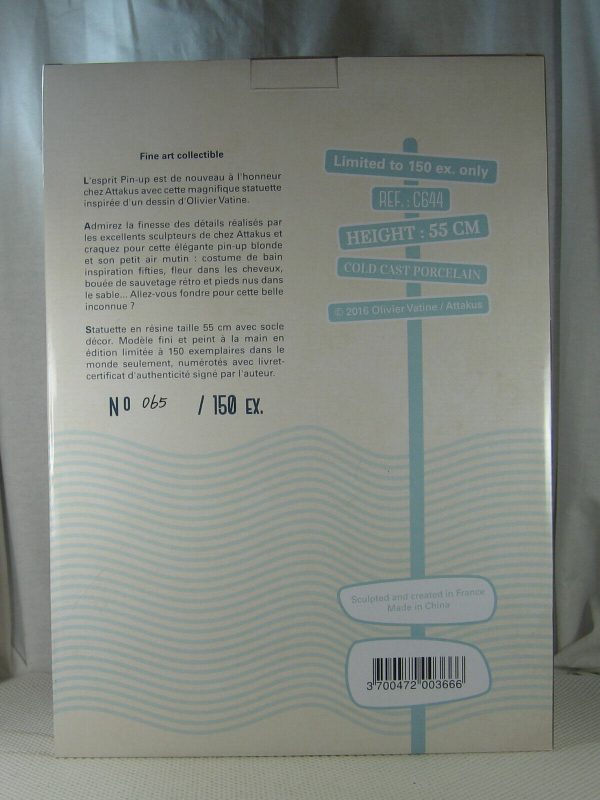 Fine art collectible
L'esprit Pin-up est de nouveau à l'honneur
chez Attakus avec cette magnifique statuette
inspirée d'un dessin d'Olivier Vatine.
Admirez la finesse des détails réalisés par
les excellents sculpteurs de chez Attakus et
craquez pour cette élégante pin-up blonde
et son petit air mutin : costume de bain
inspiration fifties, fleur dans les cheveux,
bouée de sauvetage rétro et pieds nus dans
le sable... Allez-vous fondre pour cette belle
inconnue ?
Statuette en résine taille 55 cm avec socle
décor. Modèle fini et peint à la main en
édition limitée à 150 exemplaires dans le
monde seulement, numérotés avec livret-
certificat d'authenticité signé par l'auteur.
No 065 / 150 EX.
Limited to 150 ex. only
REF. : C644
HEIGHT : 55 CM
COLD CAST PORCELAIN
© 2016 Olivier Vatine / Attakus
Sculpted and created in France
Made in China
3 700472 003666